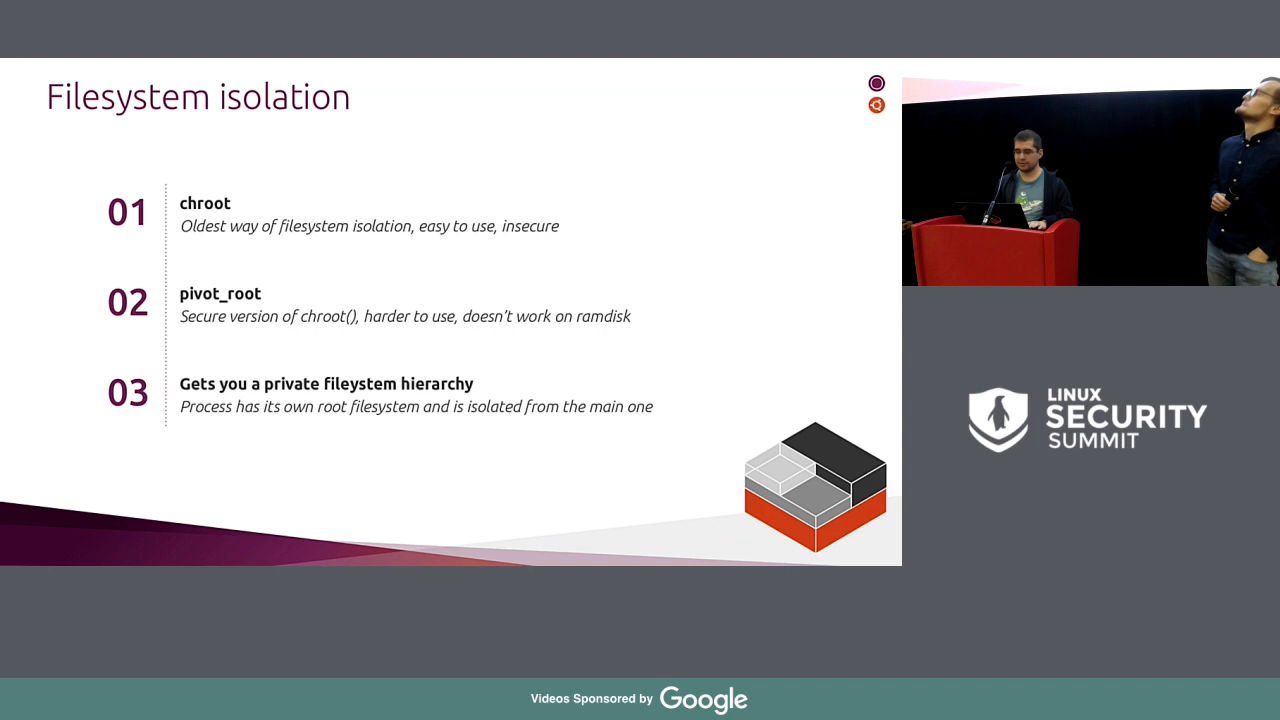 Filesystem isolation
01
chroot
Oldest way of filesystem isolation, easy to use, insecure
02
pivot_root
Secure version of chroot(), harder to use, doesn't work on ramdisk
03
Gets you a private fileystem hierarchy
Process has its own root filesystem and is isolated from the main one
LINUX
SECURITY
SUMMIT
Videos Sponsored by Google